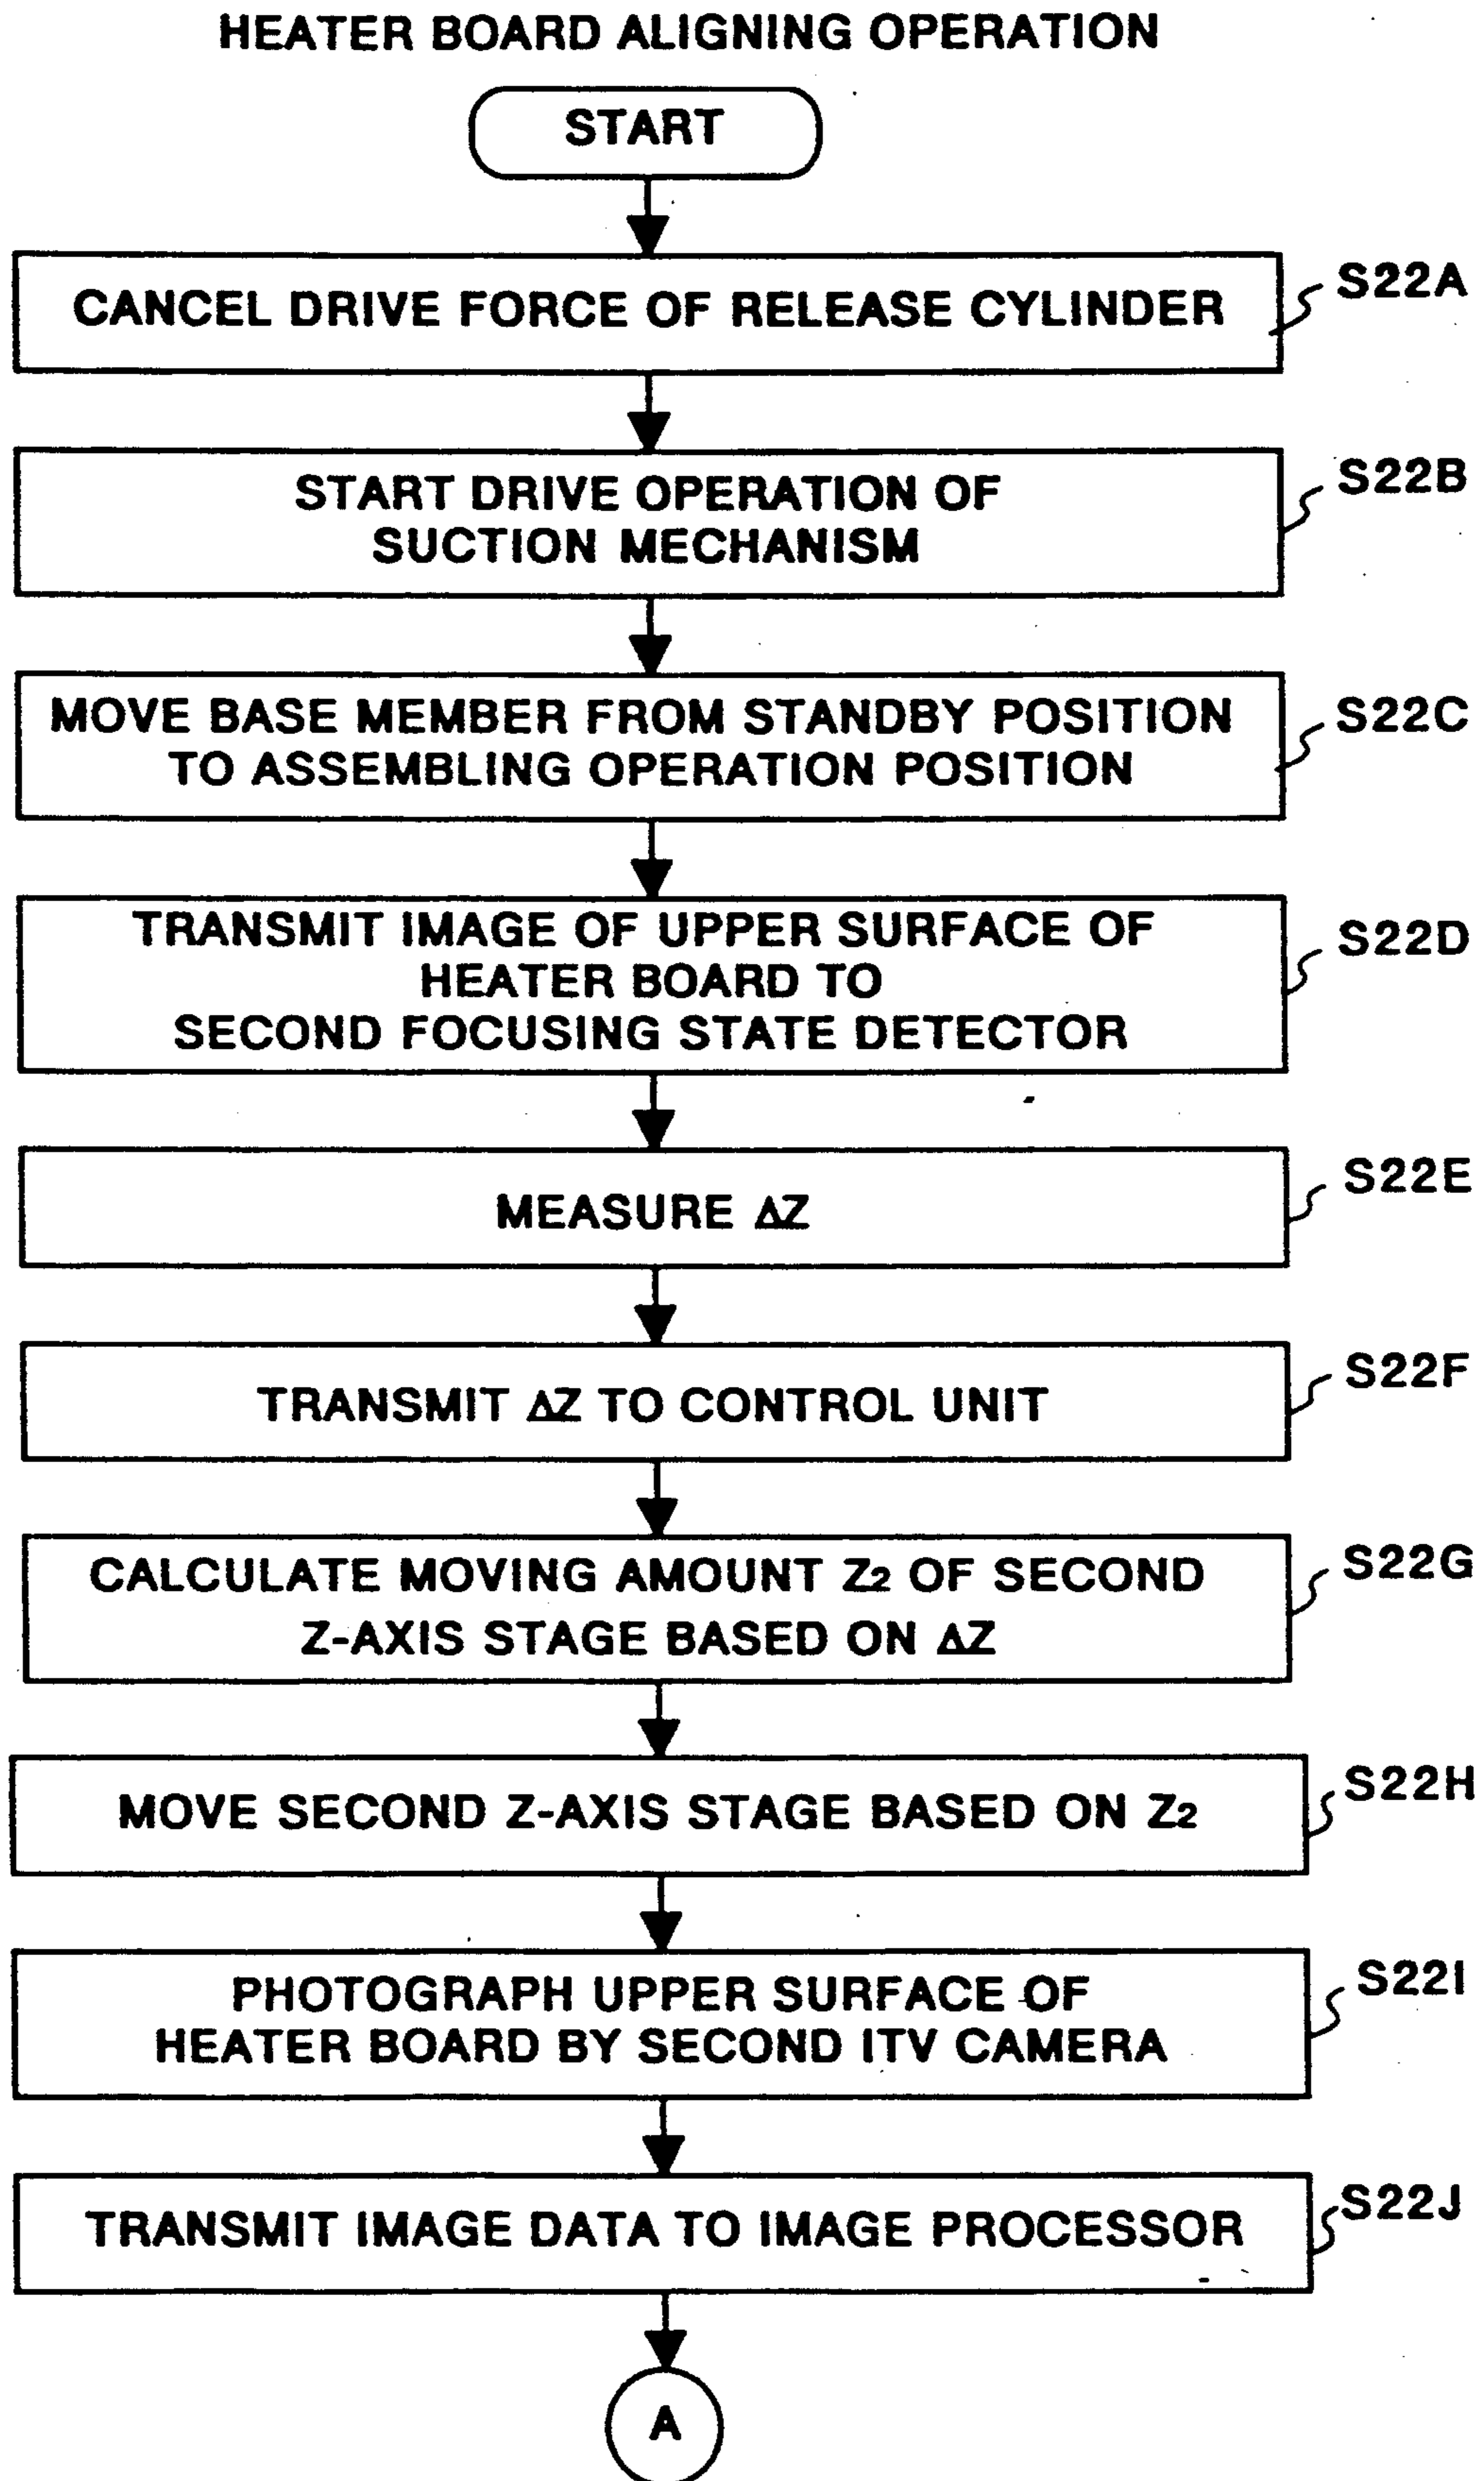 HEATER BOARD ALIGNING OPERATION
START
CANCEL DRIVE FORCE OF RELEASE CYLINDER
S22A
START DRIVE OPERATION OF
SUCTION MECHANISM
S22B
MOVE BASE MEMBER FROM STANDBY POSITION
TO ASSEMBLING OPERATION POSITION
S22C
TRANSMIT IMAGE OF UPPER SURFACE OF
HEATER BOARD TO
SECOND FOCUSING STATE DETECTOR
S22D
MEASURE ΔZ
S22E
TRANSMIT ΔZ TO CONTROL UNIT
S22F
CALCULATE MOVING AMOUNT Z₂ OF SECOND
Z-AXIS STAGE BASED ON ΔZ
S22G
MOVE SECOND Z-AXIS STAGE BASED ON Z₂
S22H
PHOTOGRAPH UPPER SURFACE OF
HEATER BOARD BY SECOND ITV CAMERA
S22I
TRANSMIT IMAGE DATA TO IMAGE PROCESSOR
S22J
A